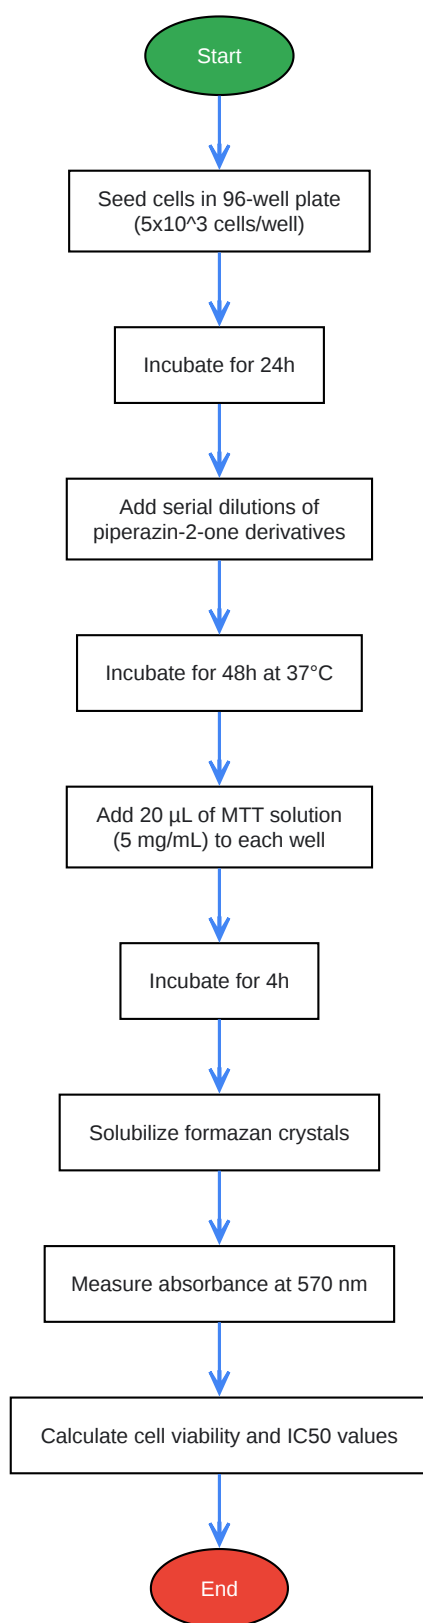 Start
Seed cells in 96-well plate
(5x10^3 cells/well)
Incubate for 24h
Add serial dilutions of
piperazin-2-one derivatives
Incubate for 48h at 37°C
Add 20 µL of MTT solution
(5 mg/mL) to each well
Incubate for 4h
Solubilize formazan crystals
Measure absorbance at 570 nm
Calculate cell viability and IC50 values
End